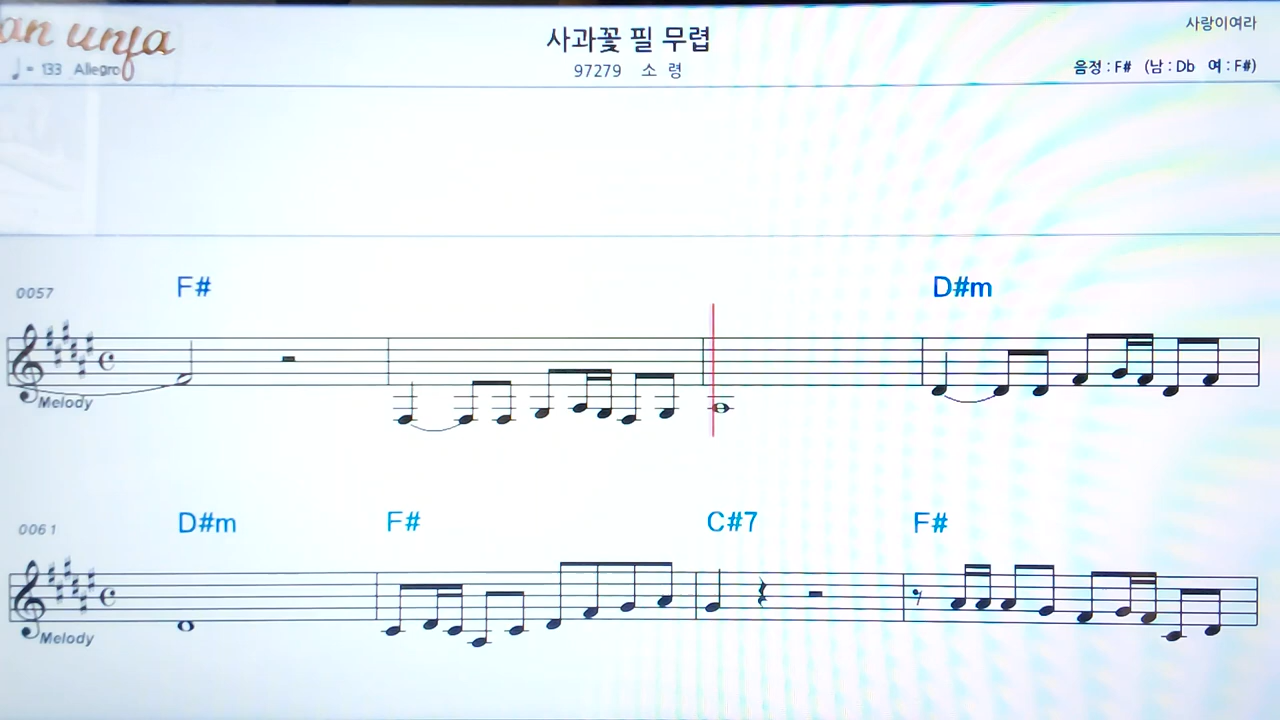 사랑이여라
사과꽃 필 무렵
♩= 133 Allegro
97279 소 령
음정 : F# (남 : Db 여 : F#)
0057 F# D#m
Melody
0061 D#m F# C#7 F#
Melody